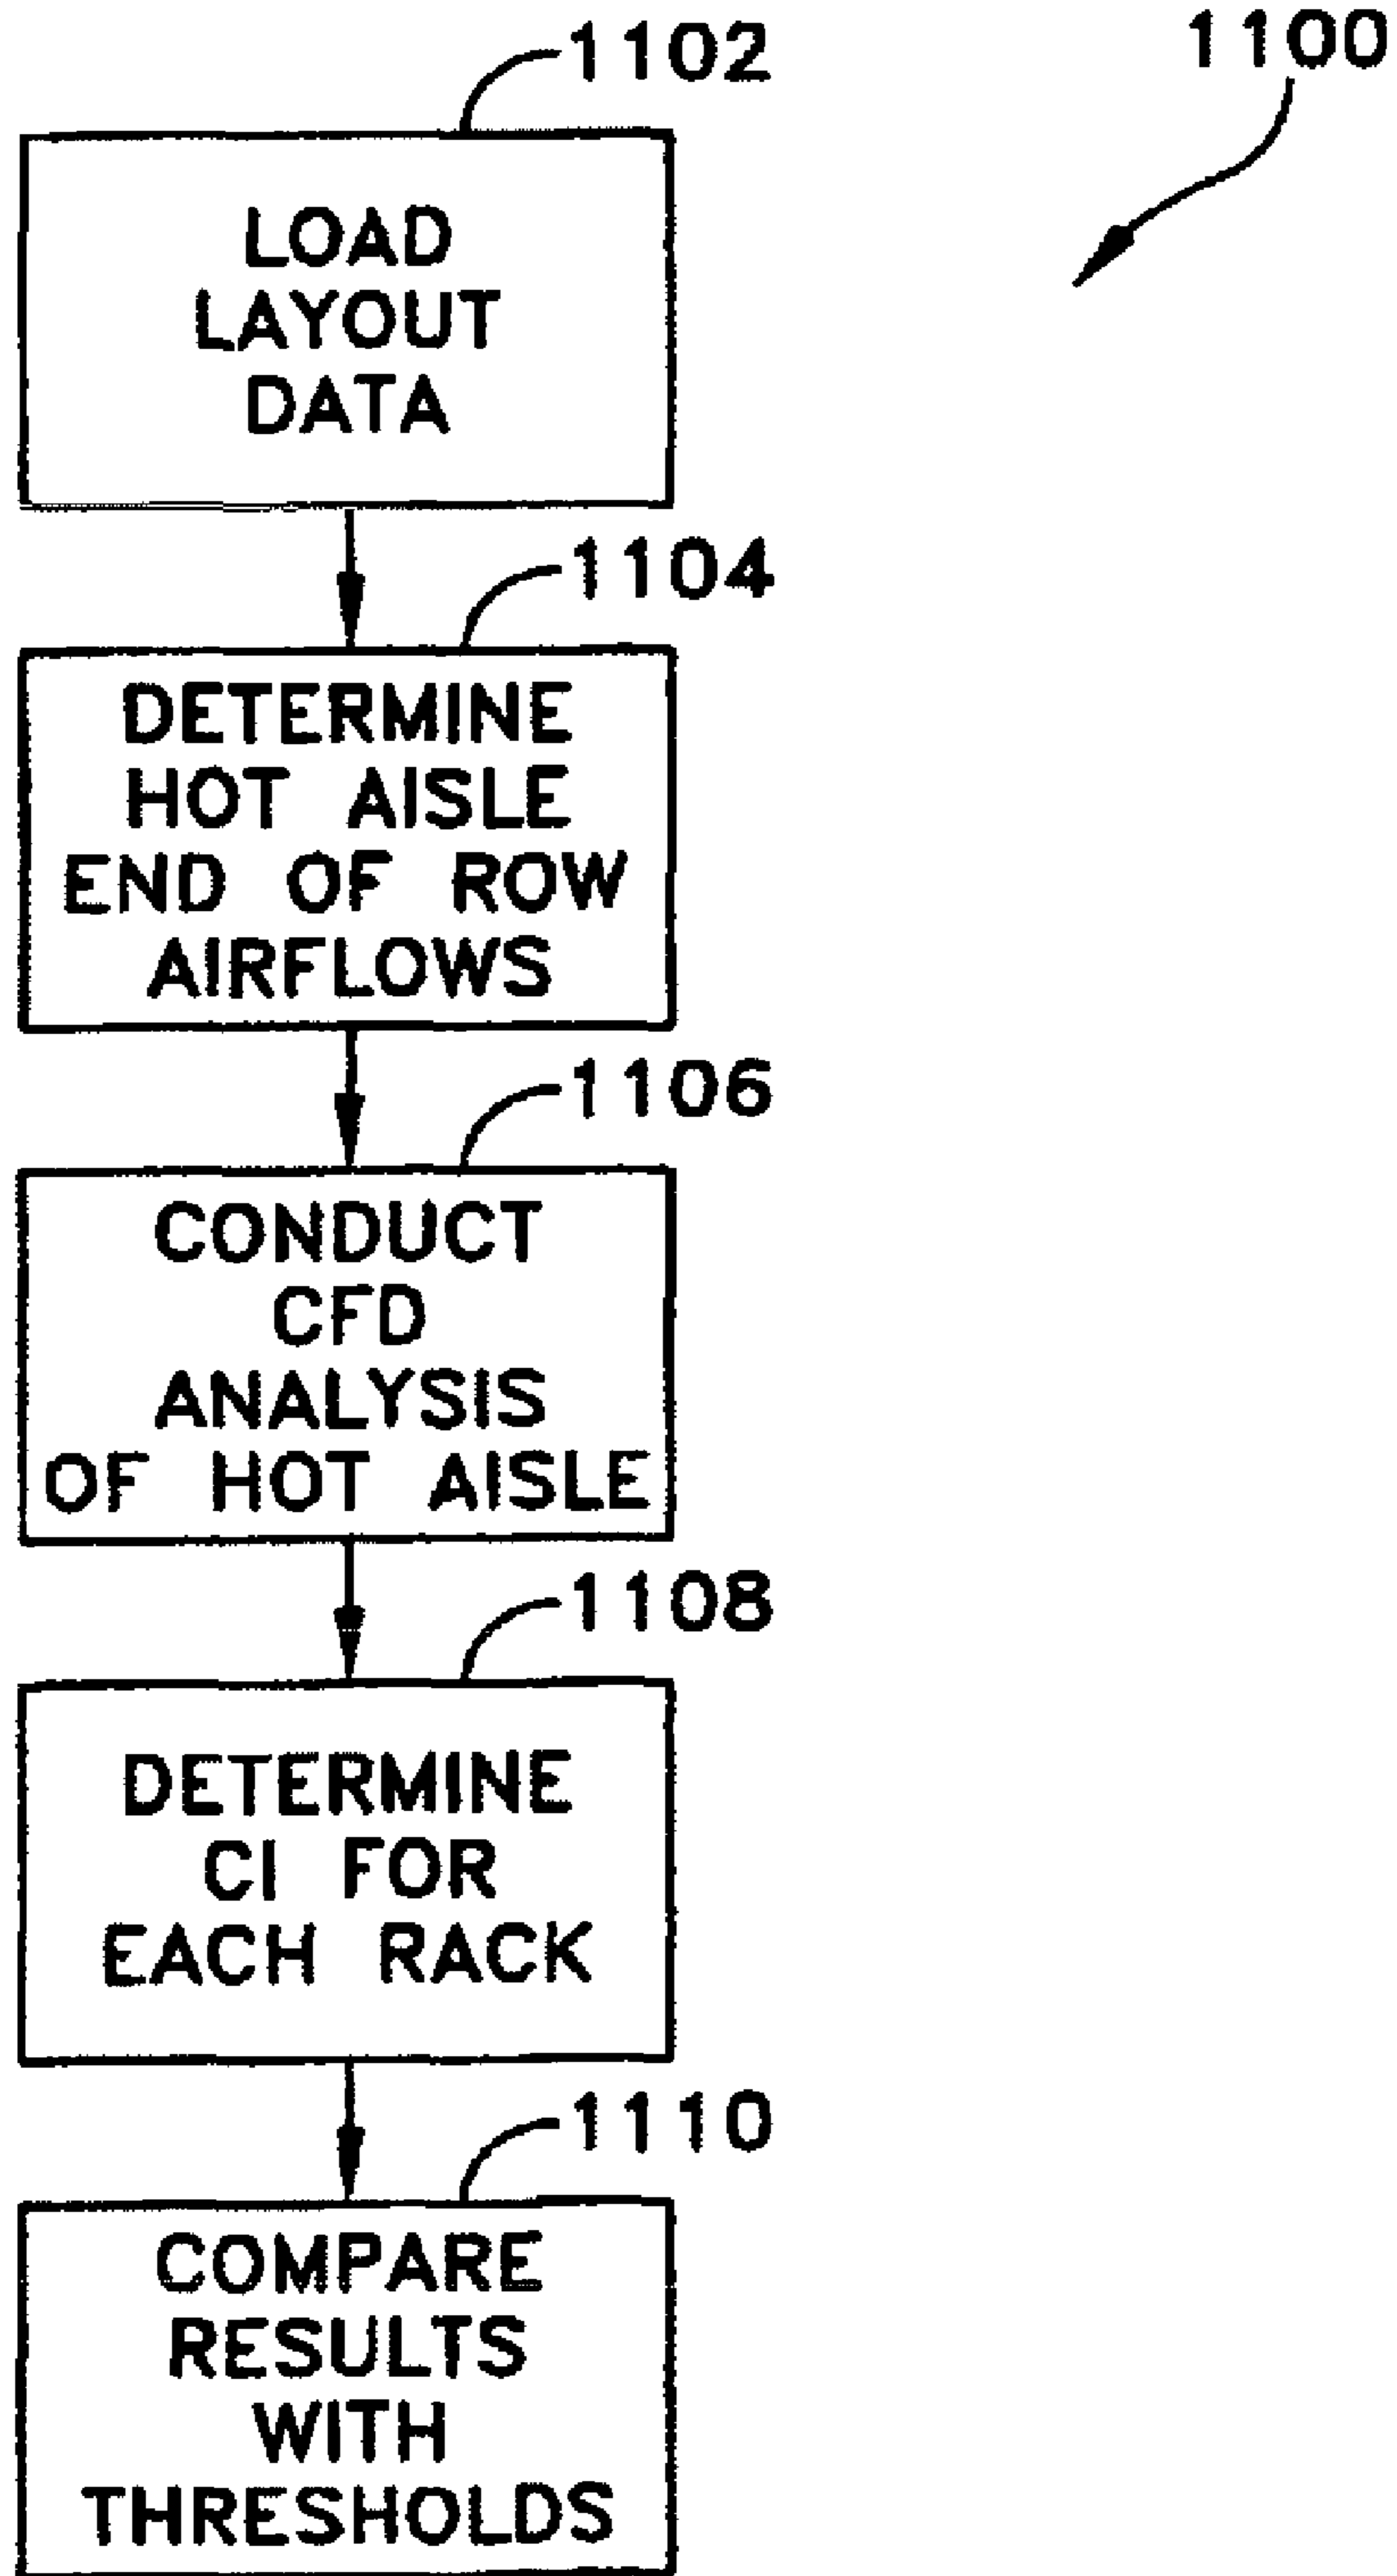 1102
1100
LOAD
LAYOUT
DATA
1104
DETERMINE
HOT AISLE
END OF ROW
AIRFLOWS
1106
CONDUCT
CFD
ANALYSIS
OF HOT AISLE
1108
DETERMINE
CI FOR
EACH RACK
1110
COMPARE
RESULTS
WITH
THRESHOLDS